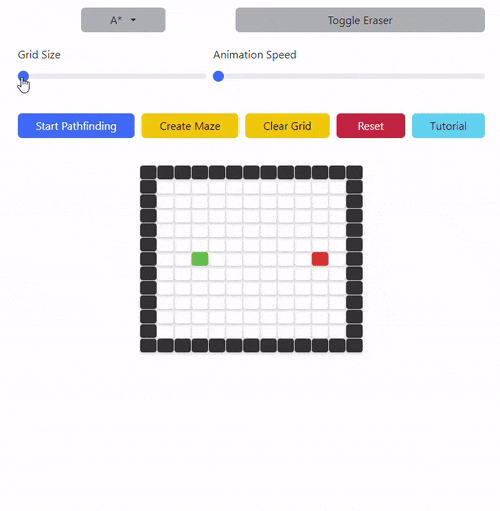 A*
Toggle Eraser
Grid Size
Animation Speed
Start Pathfinding
Create Maze
Clear Grid
Reset
Tutorial